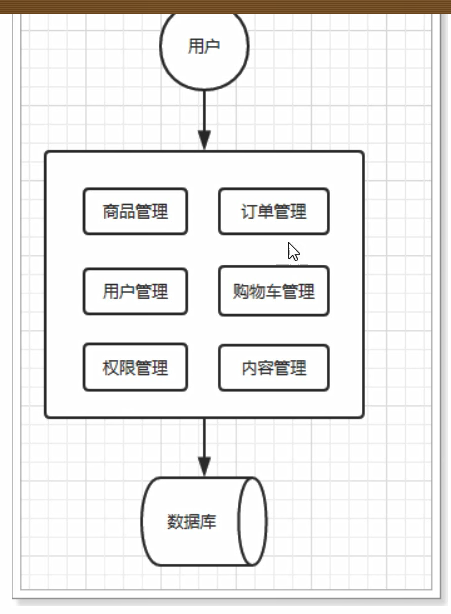 用户
商品管理
订单管理
用户管理
购物车管理
权限管理
内容管理
数据库